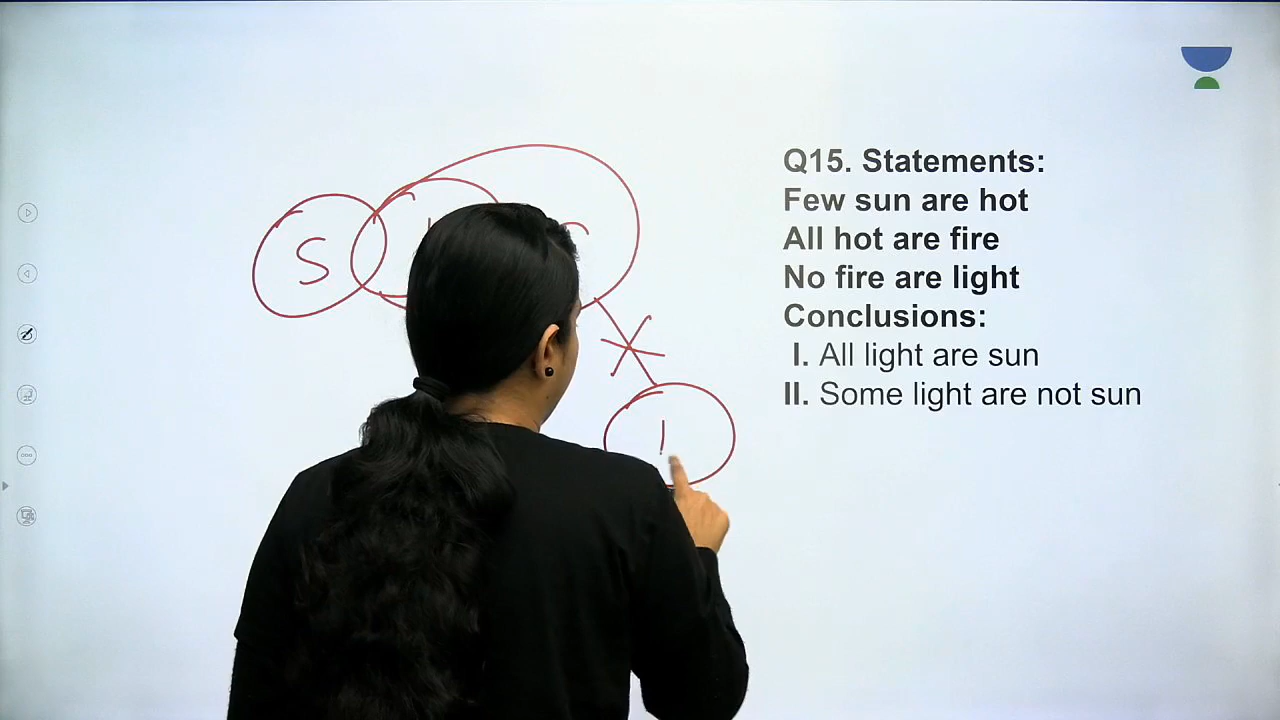 Q15. Statements:
Few sun are hot
All hot are fire
No fire are light
Conclusions:
I. All light are sun
II. Some light are not sun
S